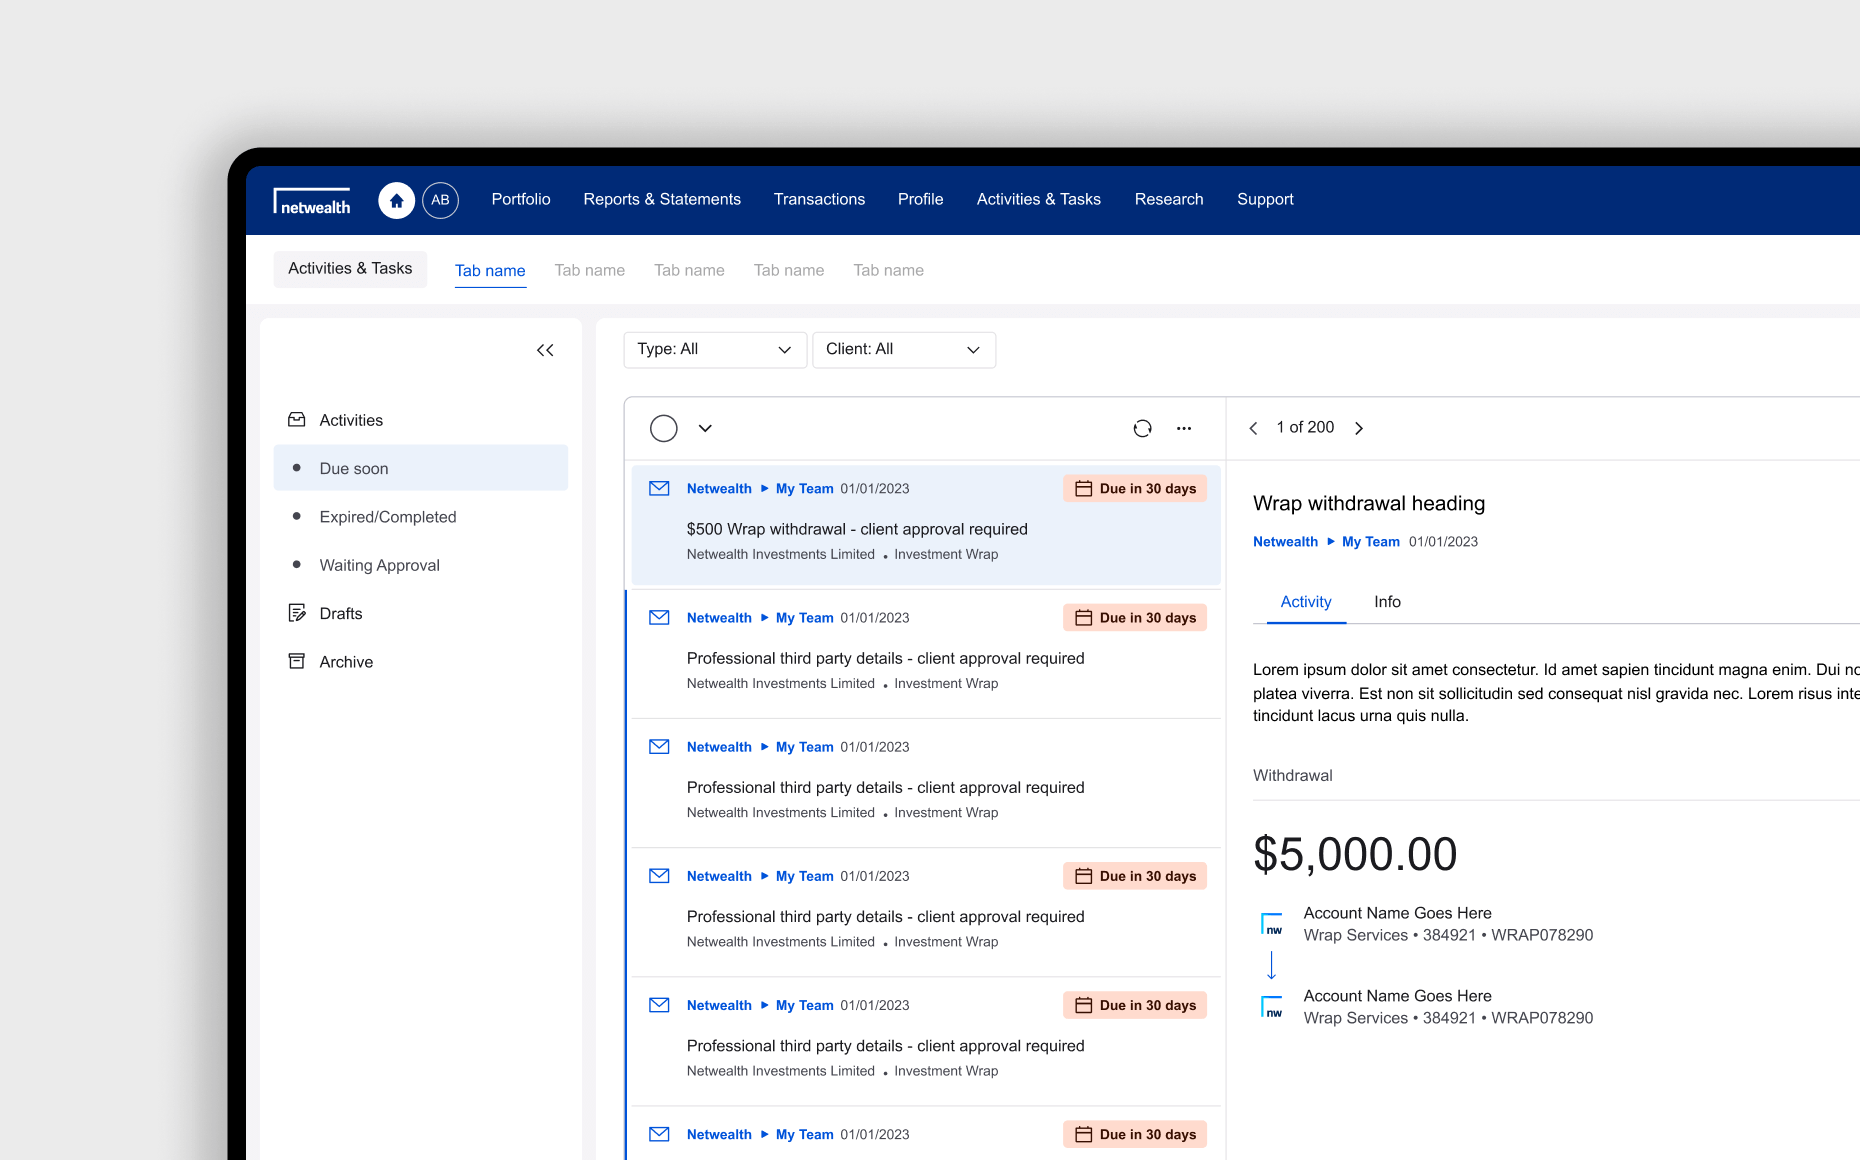 netwealth
AB
Portfolio
Reports & Statements
Transactions
Profile
Activities & Tasks
Research
Support
Activities & Tasks
Tab name
Tab name
Tab name
Tab name
Tab name
Activities
Due soon
Expired/Completed
Waiting Approval
Drafts
Archive
Type: All
Client: All
Netwealth ▸ My Team 01/01/2023
Due in 30 days
$500 Wrap withdrawal - client approval required
Netwealth Investments Limited • Investment Wrap
Netwealth ▸ My Team 01/01/2023
Due in 30 days
Professional third party details - client approval required
Netwealth Investments Limited • Investment Wrap
Netwealth ▸ My Team 01/01/2023
Professional third party details - client approval required
Netwealth Investments Limited • Investment Wrap
Netwealth ▸ My Team 01/01/2023
Due in 30 days
Professional third party details - client approval required
Netwealth Investments Limited • Investment Wrap
Netwealth ▸ My Team 01/01/2023
Due in 30 days
Professional third party details - client approval required
Netwealth Investments Limited • Investment Wrap
Netwealth ▸ My Team 01/01/2023
Due in 30 days
1 of 200
Wrap withdrawal heading
Netwealth ▸ My Team 01/01/2023
Activity
Info
Lorem ipsum dolor sit amet consectetur. Id amet sapien tincidunt magna enim. Dui
platea viverra. Est non sit sollicitudin sed consequat nisl gravida nec. Lorem risus
tincidunt lacus urna quis nulla.
Withdrawal
$5,000.00
nw
Account Name Goes Here
Wrap Services • 384921 • WRAP078290
nw
Account Name Goes Here
Wrap Services • 384921 • WRAP078290